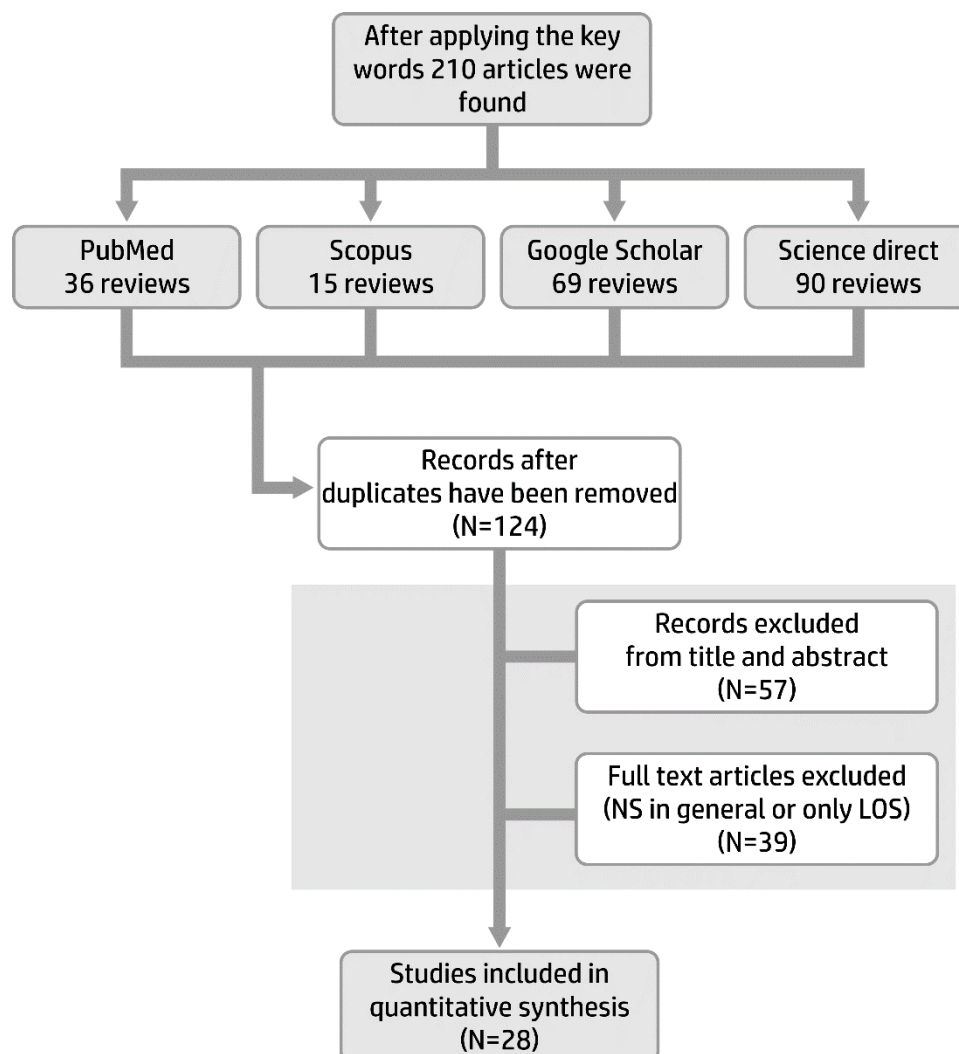 After applying the key
words 210 articles were
found
PubMed
36 reviews
Scopus
15 reviews
Google Scholar
69 reviews
Science direct
90 reviews
Records after
duplicates have been removed
(N=124)
Records excluded
from title and abstract
(N=57)
Full text articles excluded
(NS in general or only LOS)
(N=39)
Studies included in
quantitative synthesis
(N=28)